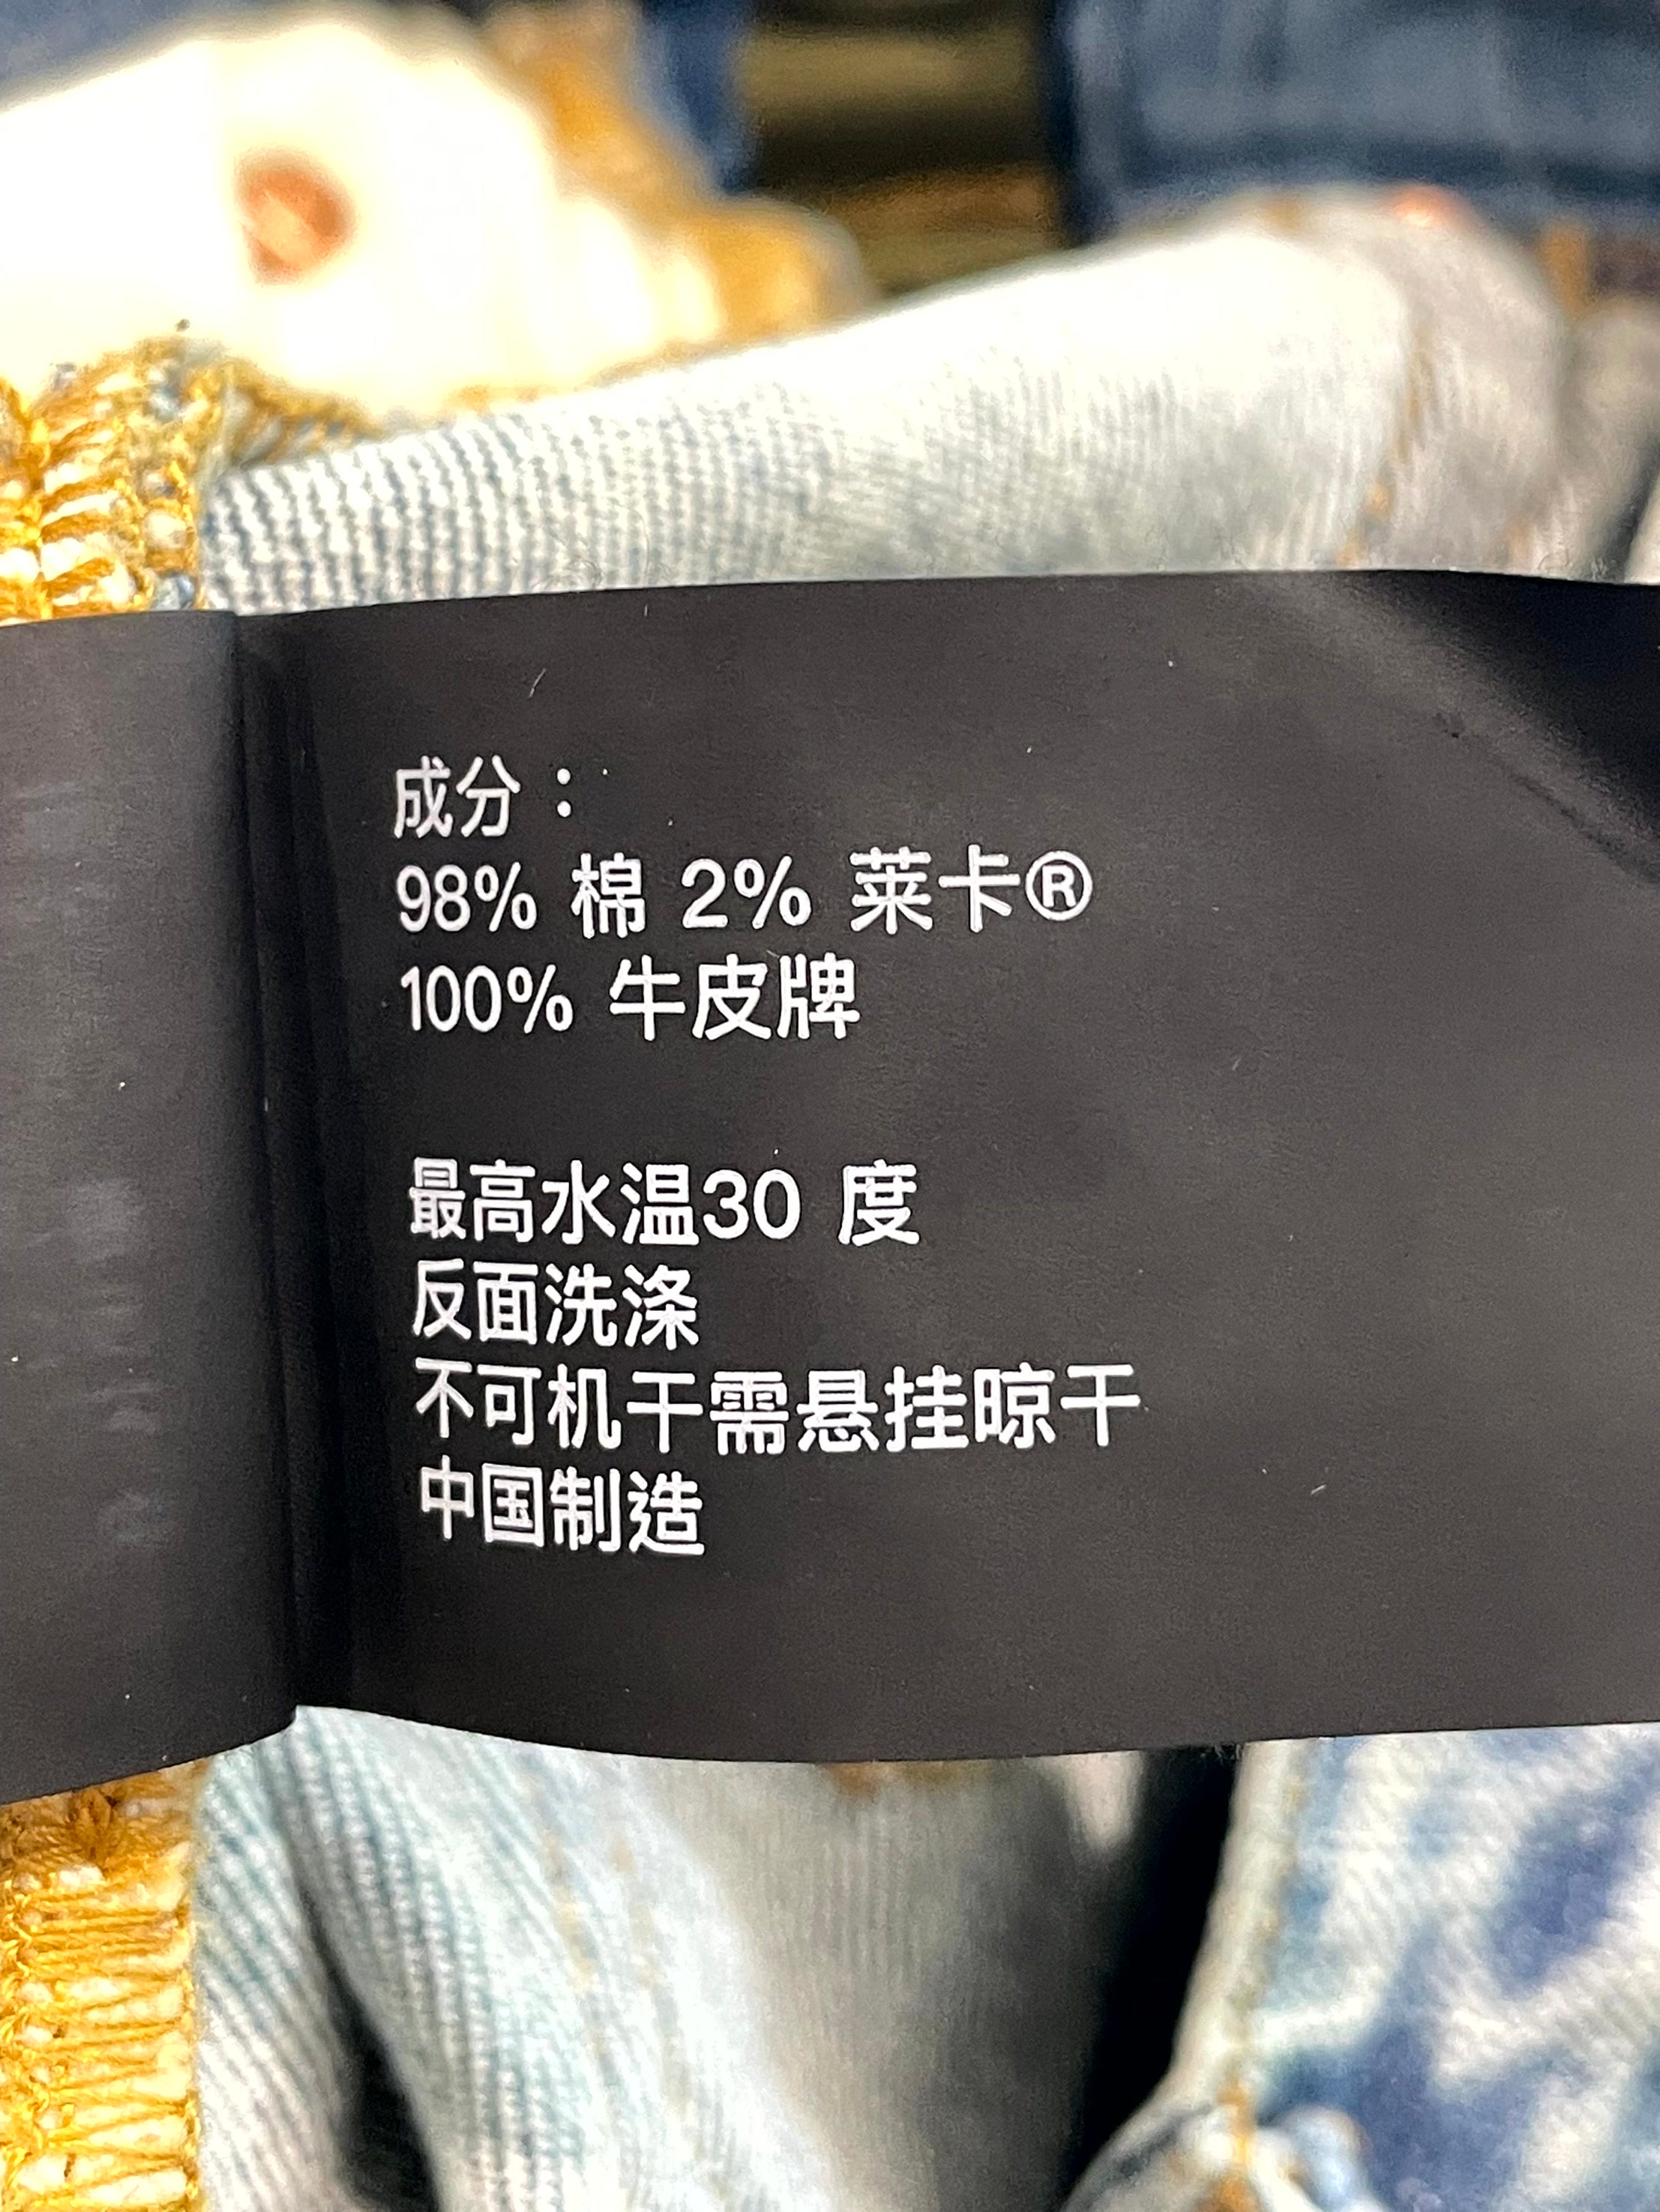 成分：
98% 棉 2% 莱卡®
100% 牛皮牌
最高水温30 度
反面洗涤
不可机干需悬挂晾干
中国制造